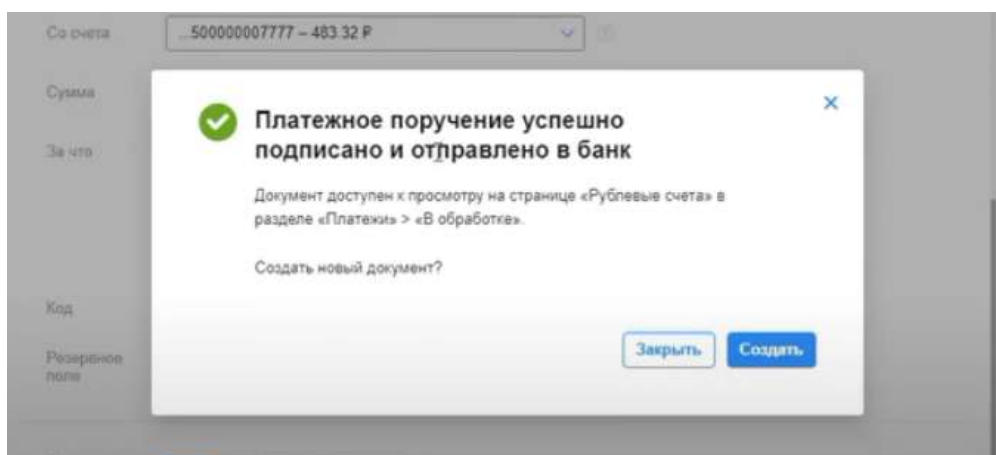 Со счета
...500000007777 – 483.32 ₽
Сумма
Платежное поручение успешно
подписано и отправлено в банк
За что
Документ доступен к просмотру на странице «Рублевые счета» в
разделе «Платежи» > «В обработке».
Создать новый документ?
Код
Закрыть
Создать
Резервное
поле